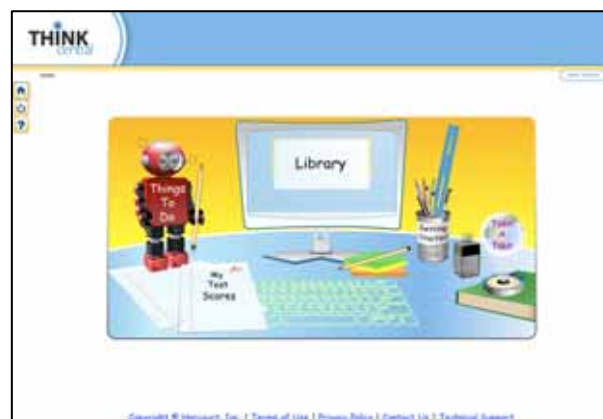 THINK
central
Library
Things
To
Do
Getting
Started
Take
A
Tour
My
Test
Scores
Copyright © Harcourt, Inc. | Terms of Use | Privacy Policy | Contact Us | Technical Support